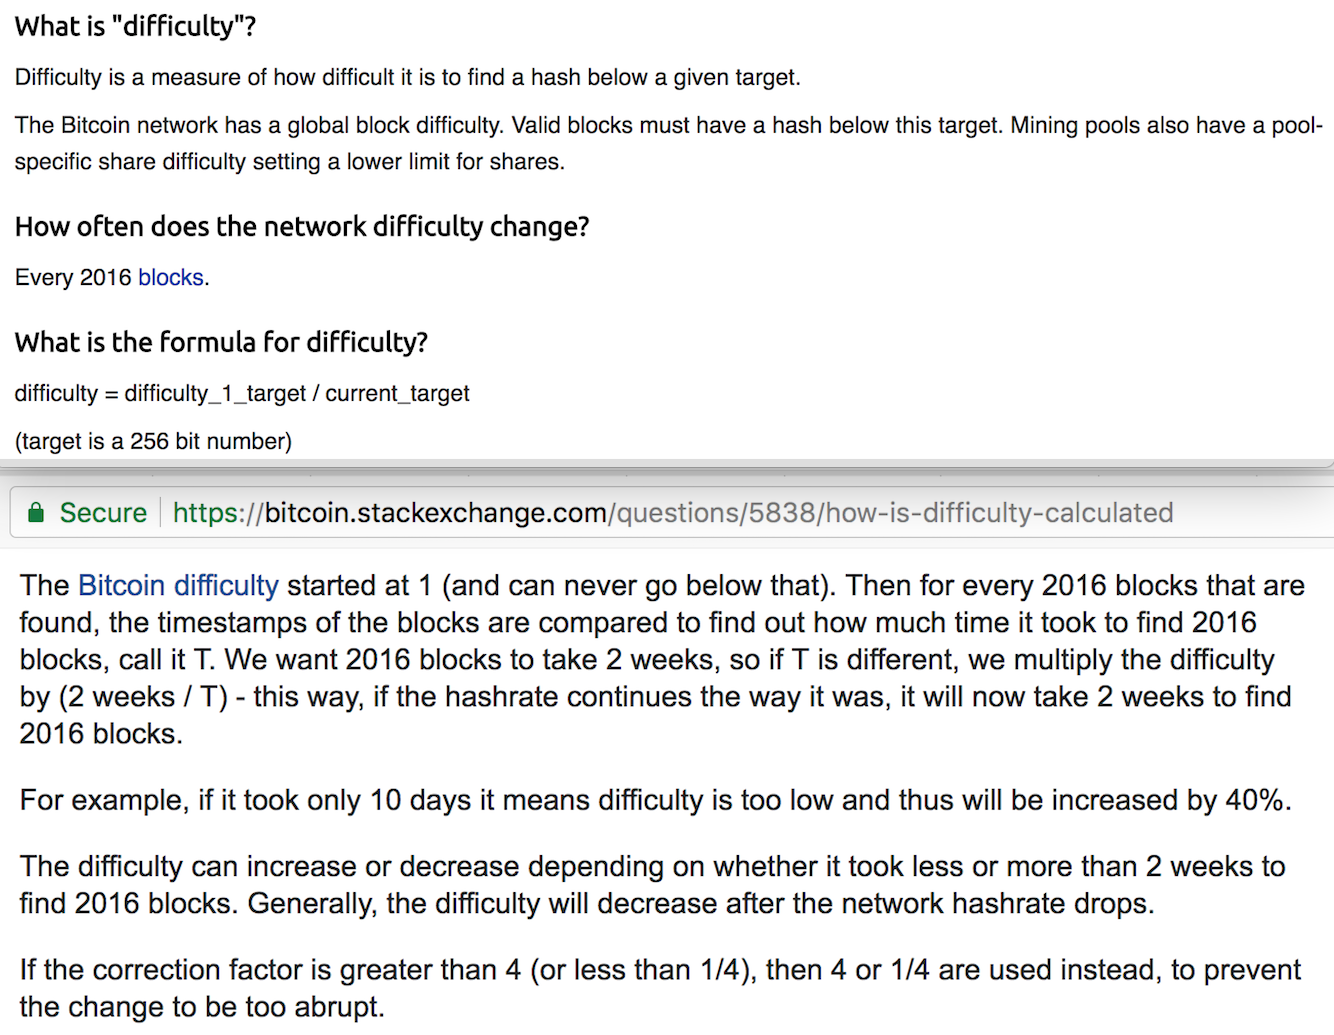 What is "difficulty"?
Difficulty is a measure of how difficult it is to find a hash below a given target.
The Bitcoin network has a global block difficulty. Valid blocks must have a hash below this target. Mining pools also have a pool-
specific share difficulty setting a lower limit for shares.
How often does the network difficulty change?
Every 2016 blocks.
What is the formula for difficulty?
difficulty = difficulty_1_target / current_target
(target is a 256 bit number)
Secure https://bitcoin.stackexchange.com/questions/5838/how-is-difficulty-calculated
The Bitcoin difficulty started at 1 (and can never go below that). Then for every 2016 blocks that are
found, the timestamps of the blocks are compared to find out how much time it took to find 2016
blocks, call it T. We want 2016 blocks to take 2 weeks, so if T is different, we multiply the difficulty
by (2 weeks / T) - this way, if the hashrate continues the way it was, it will now take 2 weeks to find
2016 blocks.
For example, if it took only 10 days it means difficulty is too low and thus will be increased by 40%.
The difficulty can increase or decrease depending on whether it took less or more than 2 weeks to
find 2016 blocks. Generally, the difficulty will decrease after the network hashrate drops.
If the correction factor is greater than 4 (or less than 1/4), then 4 or 1/4 are used instead, to prevent
the change to be too abrupt.